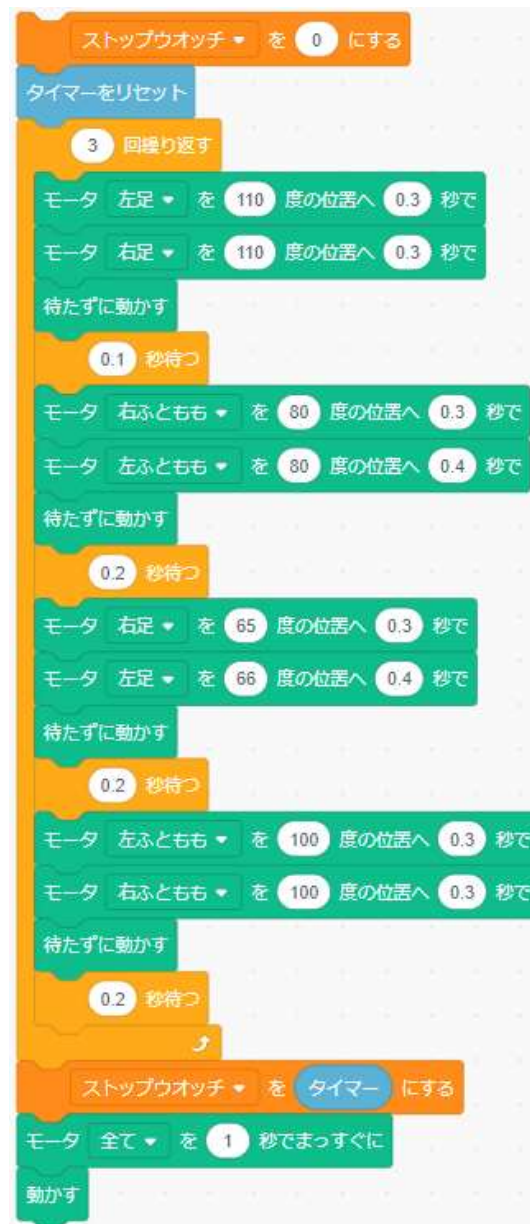 ストップウオッチ を 0 にする
タイマーをリセット
3 回繰り返す
モータ 左足 を 110 度の位置へ 0.3 秒で
モータ 右足 を 110 度の位置へ 0.3 秒で
待たずに動かす
0.1 秒待つ
モータ 右ふともも を 80 度の位置へ 0.3 秒で
モータ 左ふともも を 80 度の位置へ 0.4 秒で
待たずに動かす
0.2 秒待つ
モータ 右足 を 65 度の位置へ 0.3 秒で
モータ 左足 を 66 度の位置へ 0.4 秒で
待たずに動かす
0.2 秒待つ
モータ 左ふともも を 100 度の位置へ 0.3 秒で
モータ 右ふともも を 100 度の位置へ 0.3 秒で
待たずに動かす
0.2 秒待つ
ストップウオッチ を タイマー にする
モータ 全て を 1 秒でまっすぐに
動かす